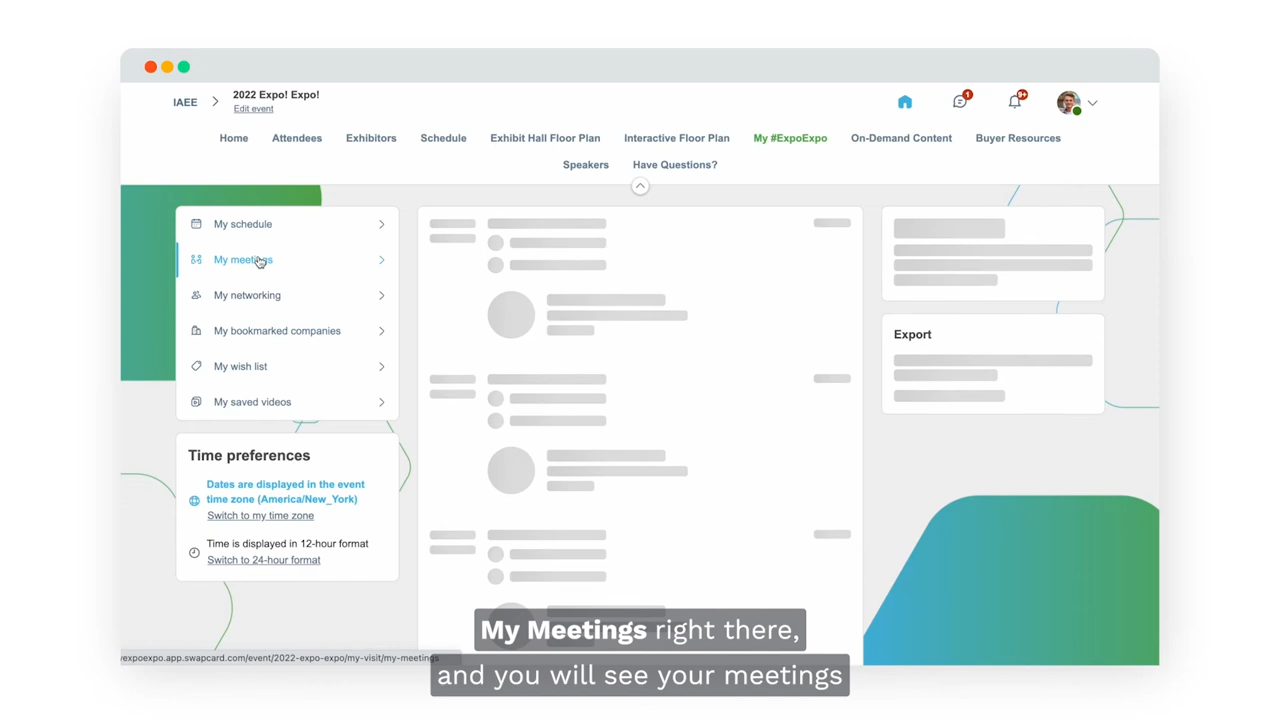 IAEE
2022 Expo! Expo!
Edit event
1
9+
Home
Attendees
Exhibitors
Schedule
Exhibit Hall Floor Plan
Interactive Floor Plan
My #ExpoExpo
On-Demand Content
Buyer Resources
Speakers
Have Questions?
My schedule
My meetings
My networking
My bookmarked companies
My wish list
My saved videos
Time preferences
Dates are displayed in the event
time zone (America/New_York)
Switch to my time zone
Time is displayed in 12-hour format
Switch to 24-hour format
Export
My Meetings right there,
and you will see your meetings
vexpoexpo.app.swapcard.com/event/2022-expo-expo/my-visit/my-meetings